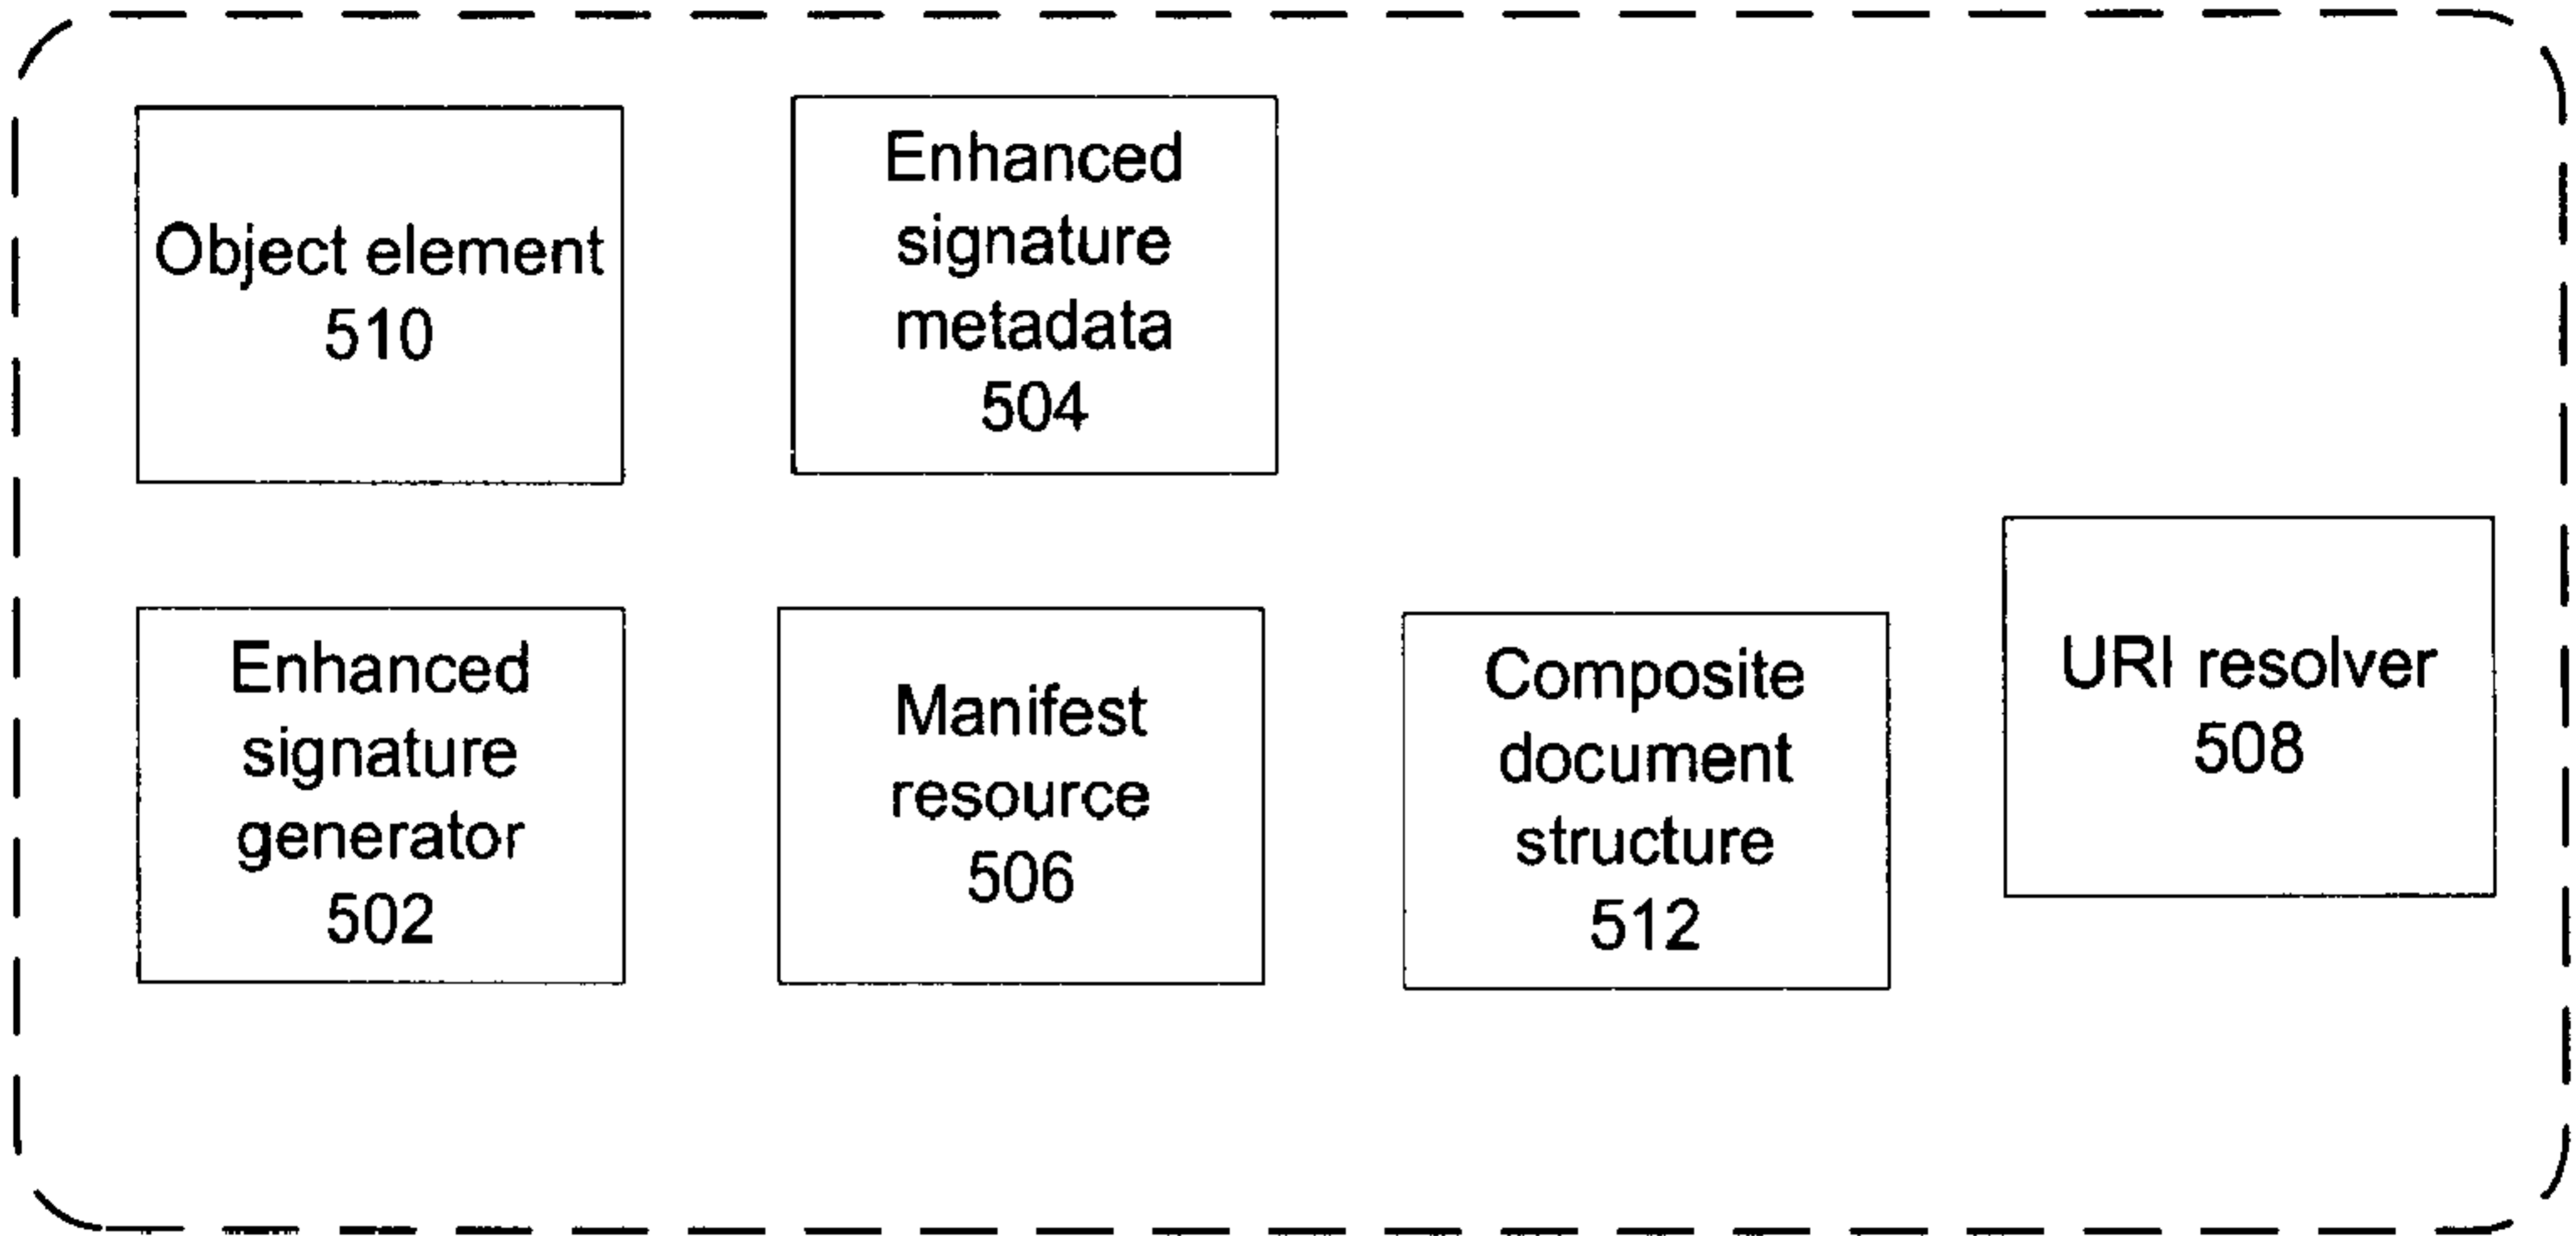 Object element
510
Enhanced
signature
metadata
504
Enhanced
signature
generator
502
Manifest
resource
506
Composite
document
structure
512
URI resolver
508